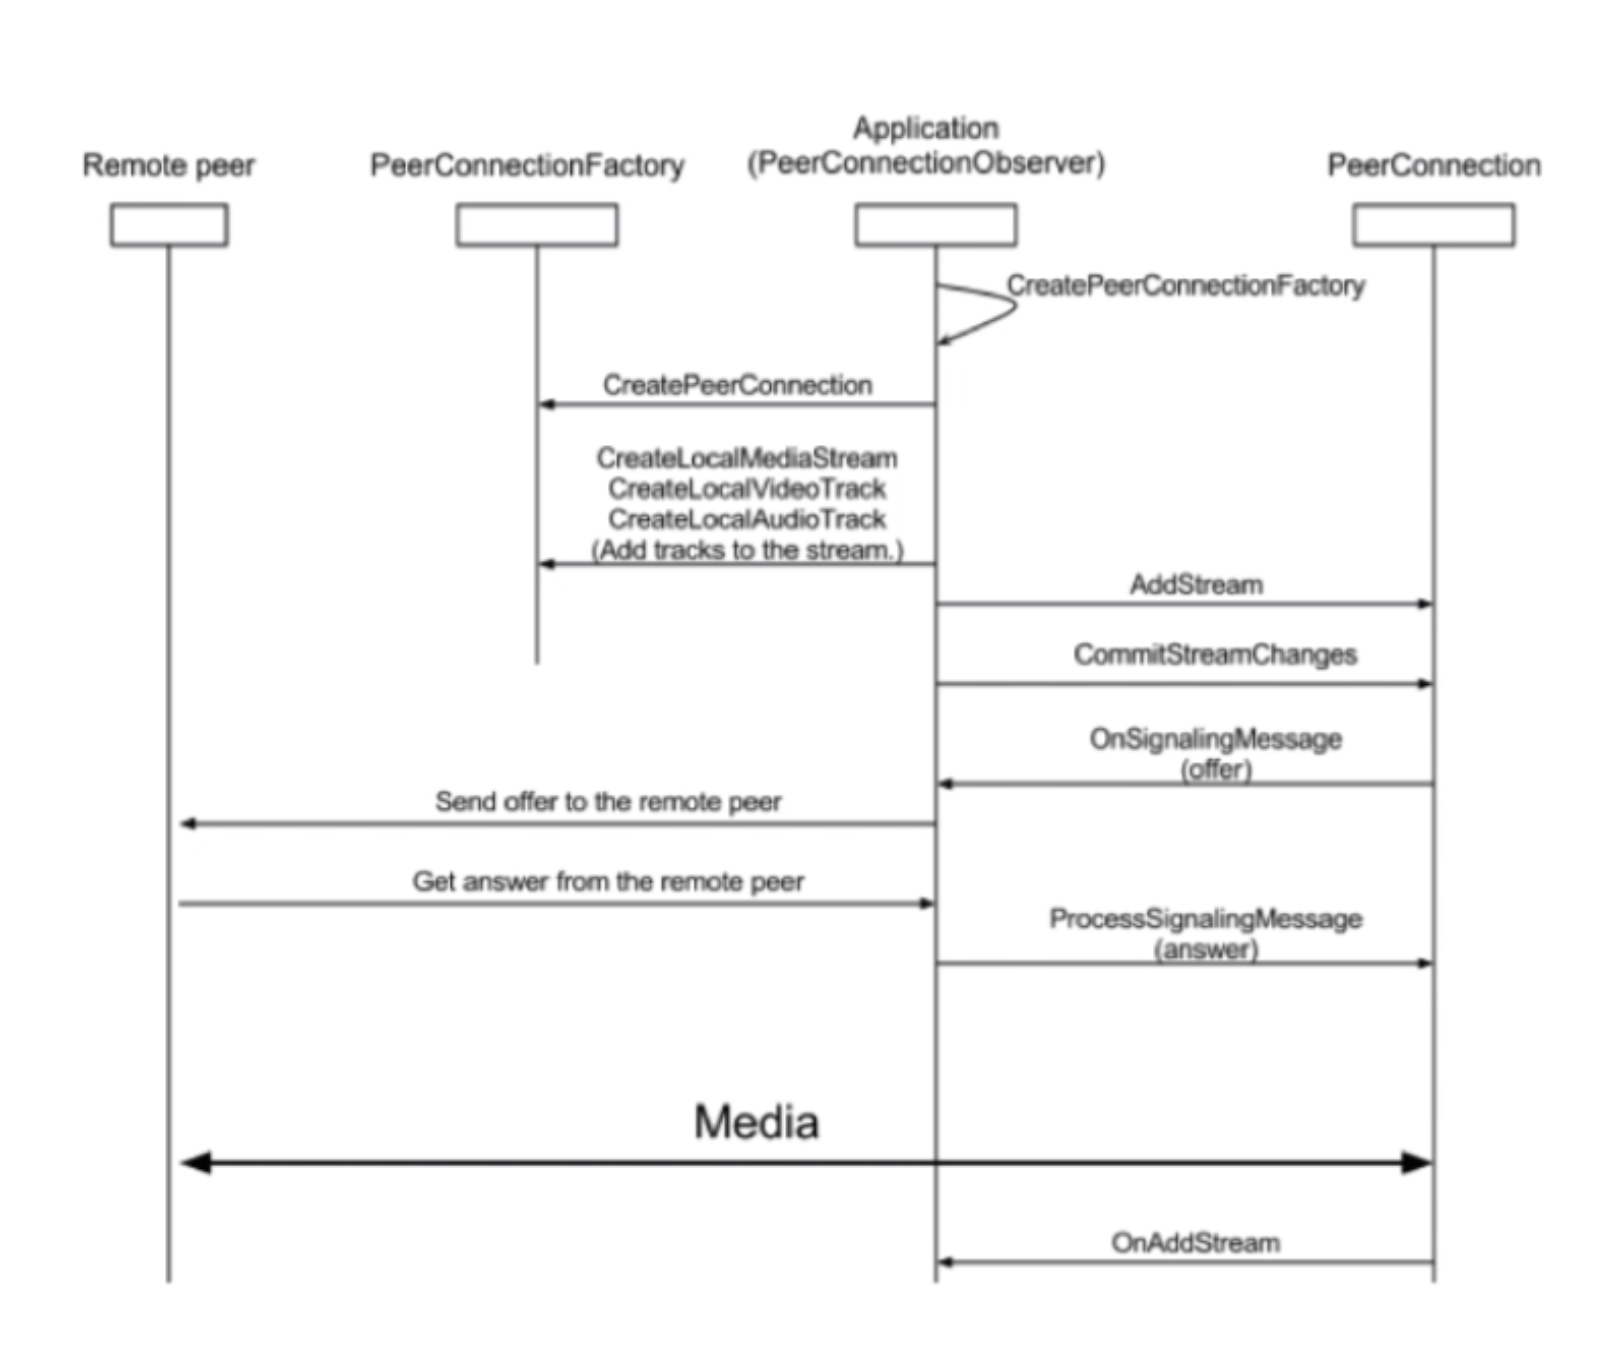 Remote peer
PeerConnectionFactory
Application
(PeerConnectionObserver)
PeerConnection
CreatePeerConnectionFactory
CreatePeerConnection
CreateLocalMediaStream
CreateLocalVideoTrack
CreateLocalAudioTrack
(Add tracks to the stream.)
AddStream
CommitStreamChanges
OnSignalingMessage
(offer)
Send offer to the remote peer
Get answer from the remote peer
ProcessSignalingMessage
(answer)
Media
OnAddStream